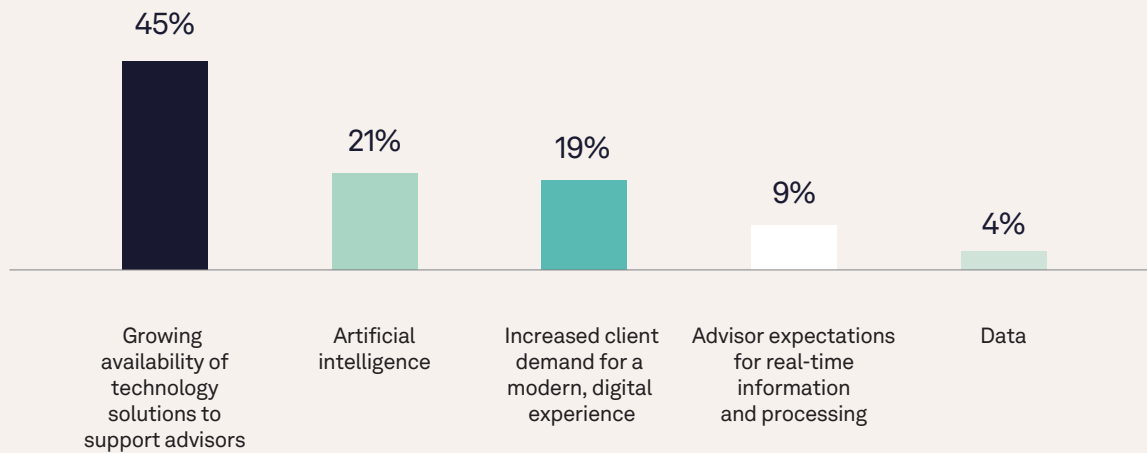 45%
21%
19%
9%
4%
Growing
availability of
technology
solutions to
support advisors
Artificial
intelligence
Increased client
demand for a
modern, digital
experience
Advisor expectations
for real-time
information
and processing
Data